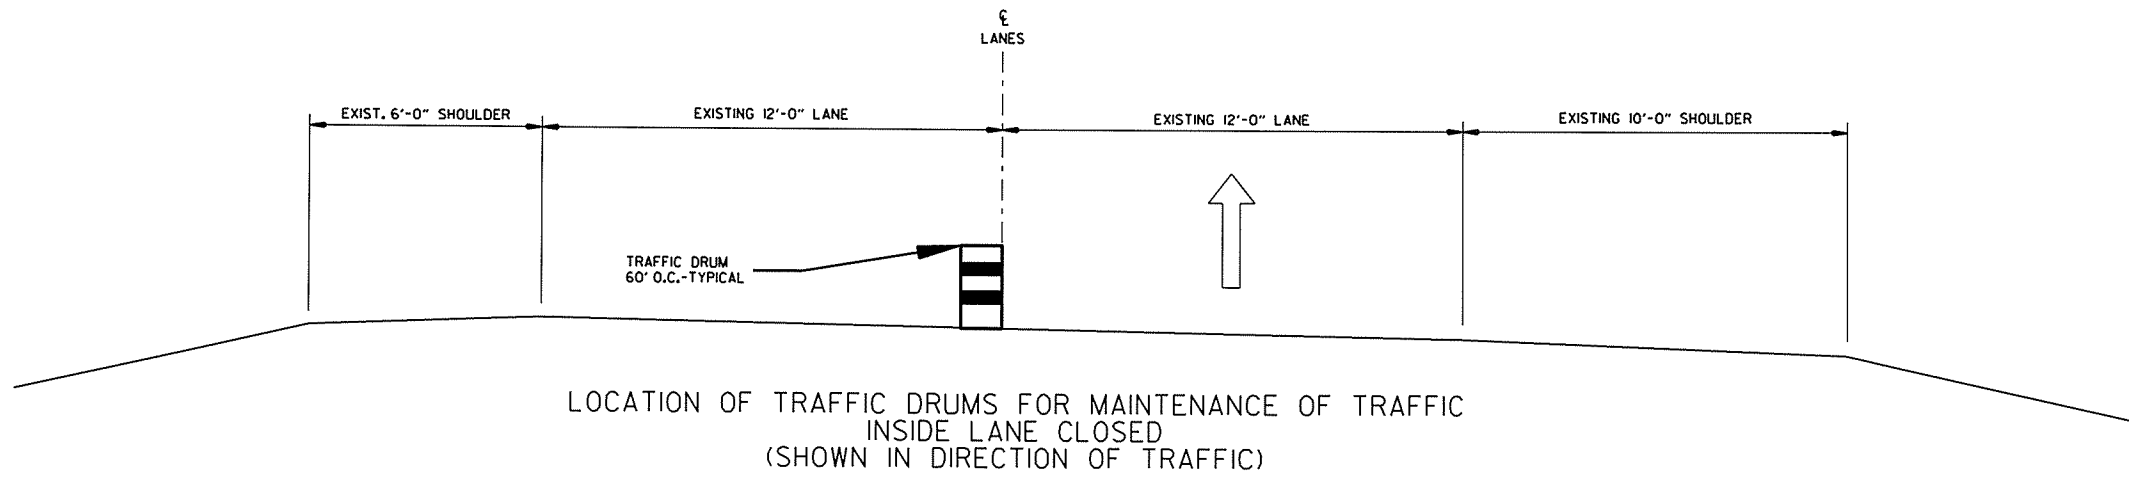 ℄
LANES
EXIST. 6'-0" SHOULDER
EXISTING 12'-0" LANE
EXISTING 12'-0" LANE
EXISTING 10'-0" SHOULDER
TRAFFIC DRUM
60' O.C.-TYPICAL
LOCATION OF TRAFFIC DRUMS FOR MAINTENANCE OF TRAFFIC
INSIDE LANE CLOSED
(SHOWN IN DIRECTION OF TRAFFIC)